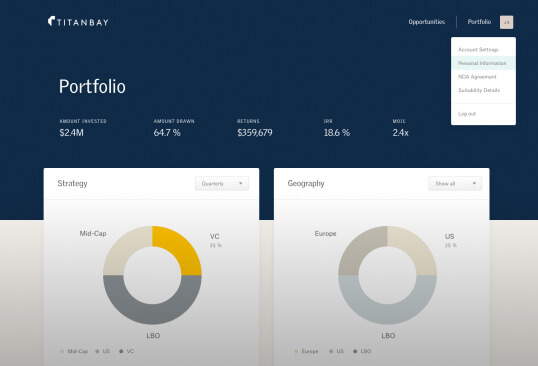 TITANBAY
Opportunities
Portfolio
JS
Account Settings
Personal Information
NDA Agreement
Suitability Details
Log out
Portfolio
AMOUNT INVESTED
$2.4M
AMOUNT DRAWN
64.7 %
RETURNS
$359,679
IRR
18.6 %
MOIC
2.4x
Strategy
Quarterly
Mid-Cap
VC
25 %
LBO
Mid-Cap US VC
Geography
Show all
Europe
US
25 %
LBO
Europe US LBO